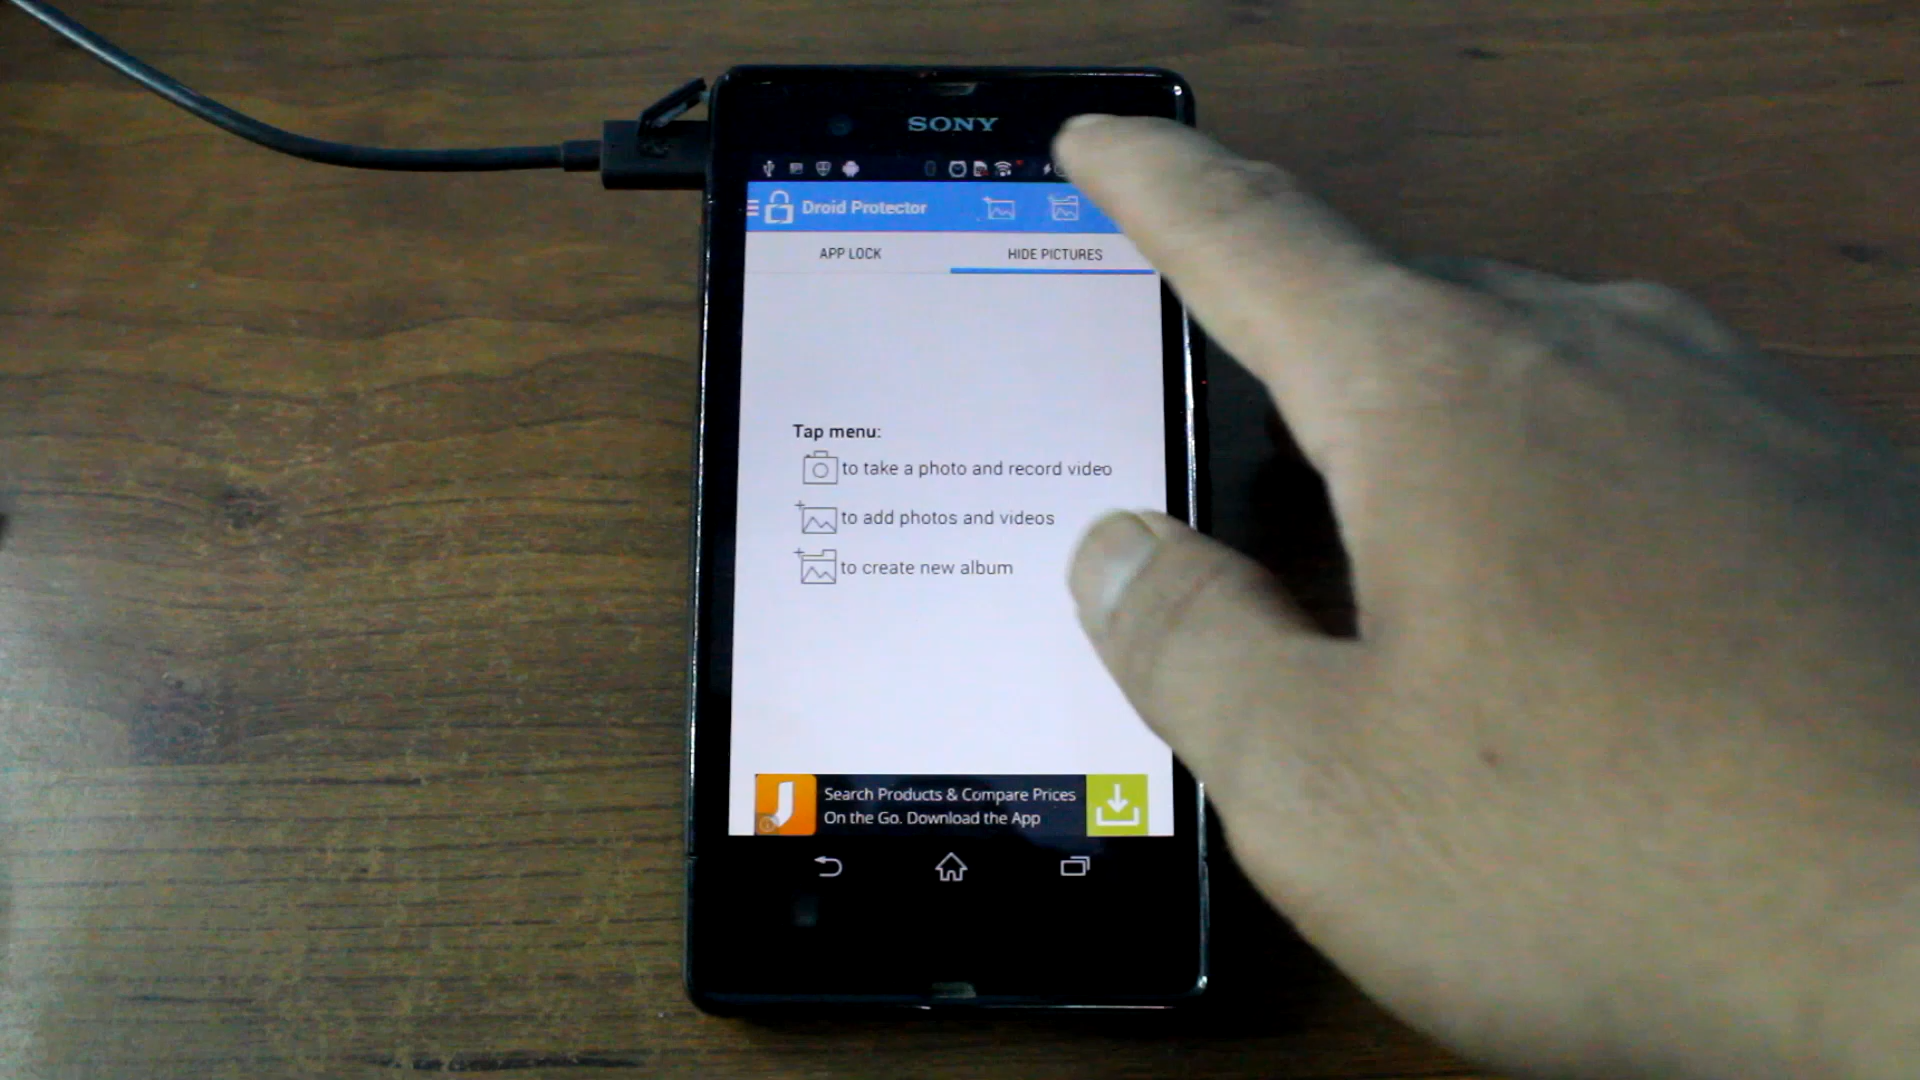 SONY
Droid Protector
APP LOCK
HIDE PICTURES
Tap menu:
to take a photo and record video
to add photos and videos
to create new album
Search Products & Compare Prices
On the Go. Download the App